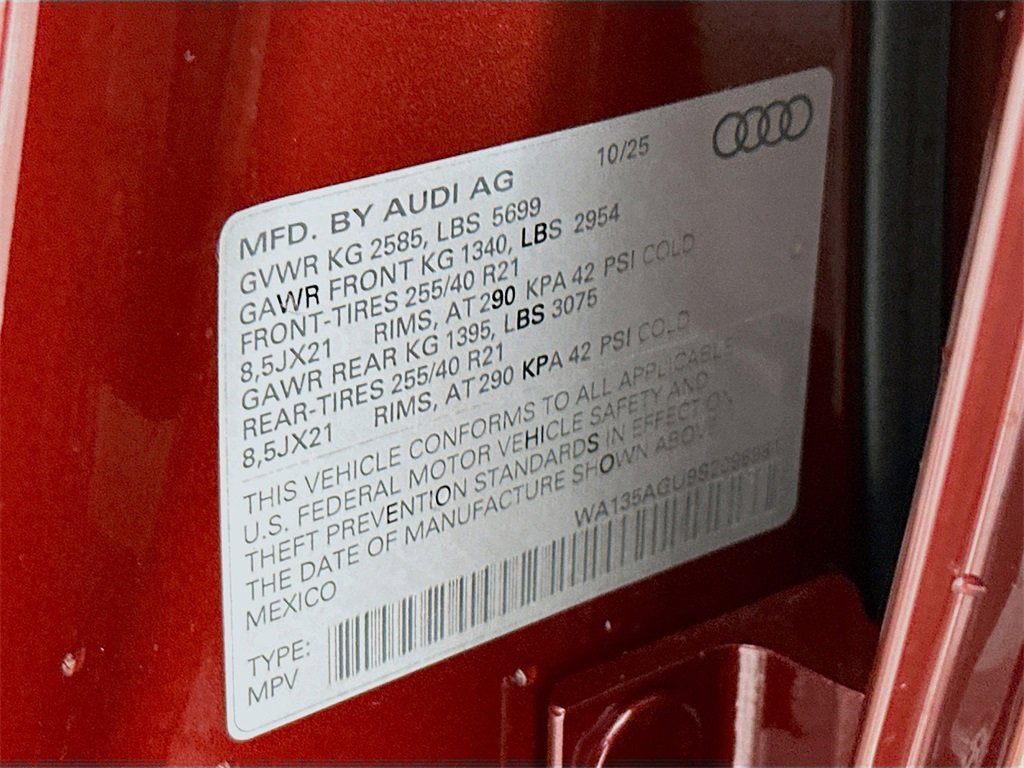 10/25
MFD. BY AUDI AG
GVWR KG 2585, LBS 5699
GAWR FRONT KG 1340, LBS 2954
FRONT-TIRES 255/40 R21
8,5JX21 RIMS, AT 290 KPA 42 PSI COLD
GAWR REAR KG 1395, LBS 3075
REAR-TIRES 255/40 R21
8,5JX21 RIMS, AT 290 KPA 42 PSI COLD
THIS VEHICLE CONFORMS TO ALL APPLICABLE
U.S. FEDERAL MOTOR VEHICLE SAFETY AND
THEFT PREVENTION STANDARDS IN EFFECT ON
THE DATE OF MANUFACTURE SHOWN ABOVE
MEXICO
TYPE:
MPV